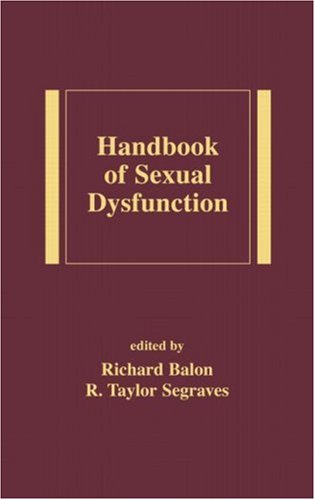 Handbook
of Sexual
Dysfunction
edited by
Richard Balon
R. Taylor Segraves